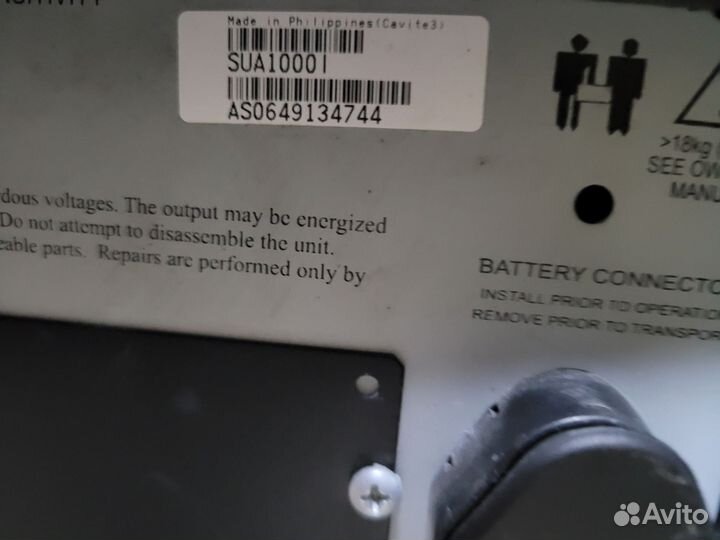 Made in Philippines(Cavite3)
SUA1000I
AS0649134744
>18kg
SEE OW
MANU
dous voltages. The output may be energized
Do not attempt to disassemble the unit.
eable parts. Repairs are performed only by
BATTERY CONNECTO
INSTALL PRIOR TO OPERATION
REMOVE PRIOR TO TRANSPOR
Avito